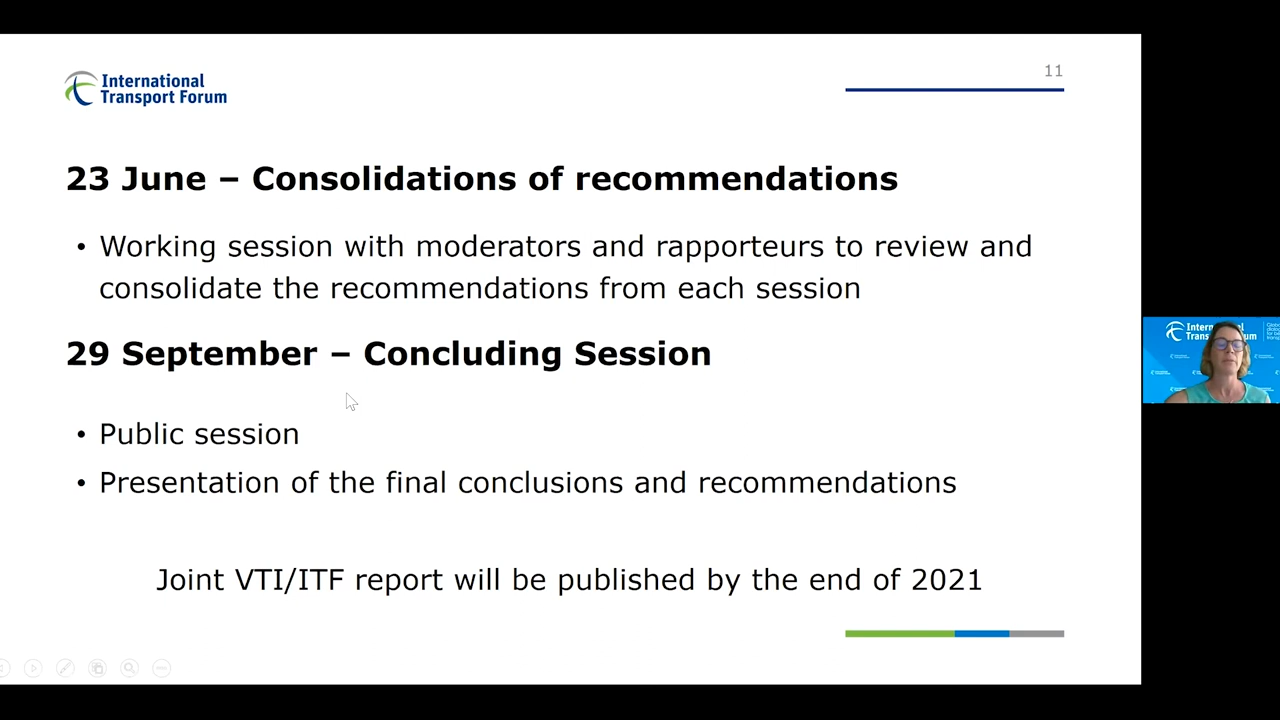 International
Transport Forum
11
23 June – Consolidations of recommendations
• Working session with moderators and rapporteurs to review and
consolidate the recommendations from each session
29 September – Concluding Session
• Public session
• Presentation of the final conclusions and recommendations
Joint VTI/ITF report will be published by the end of 2021